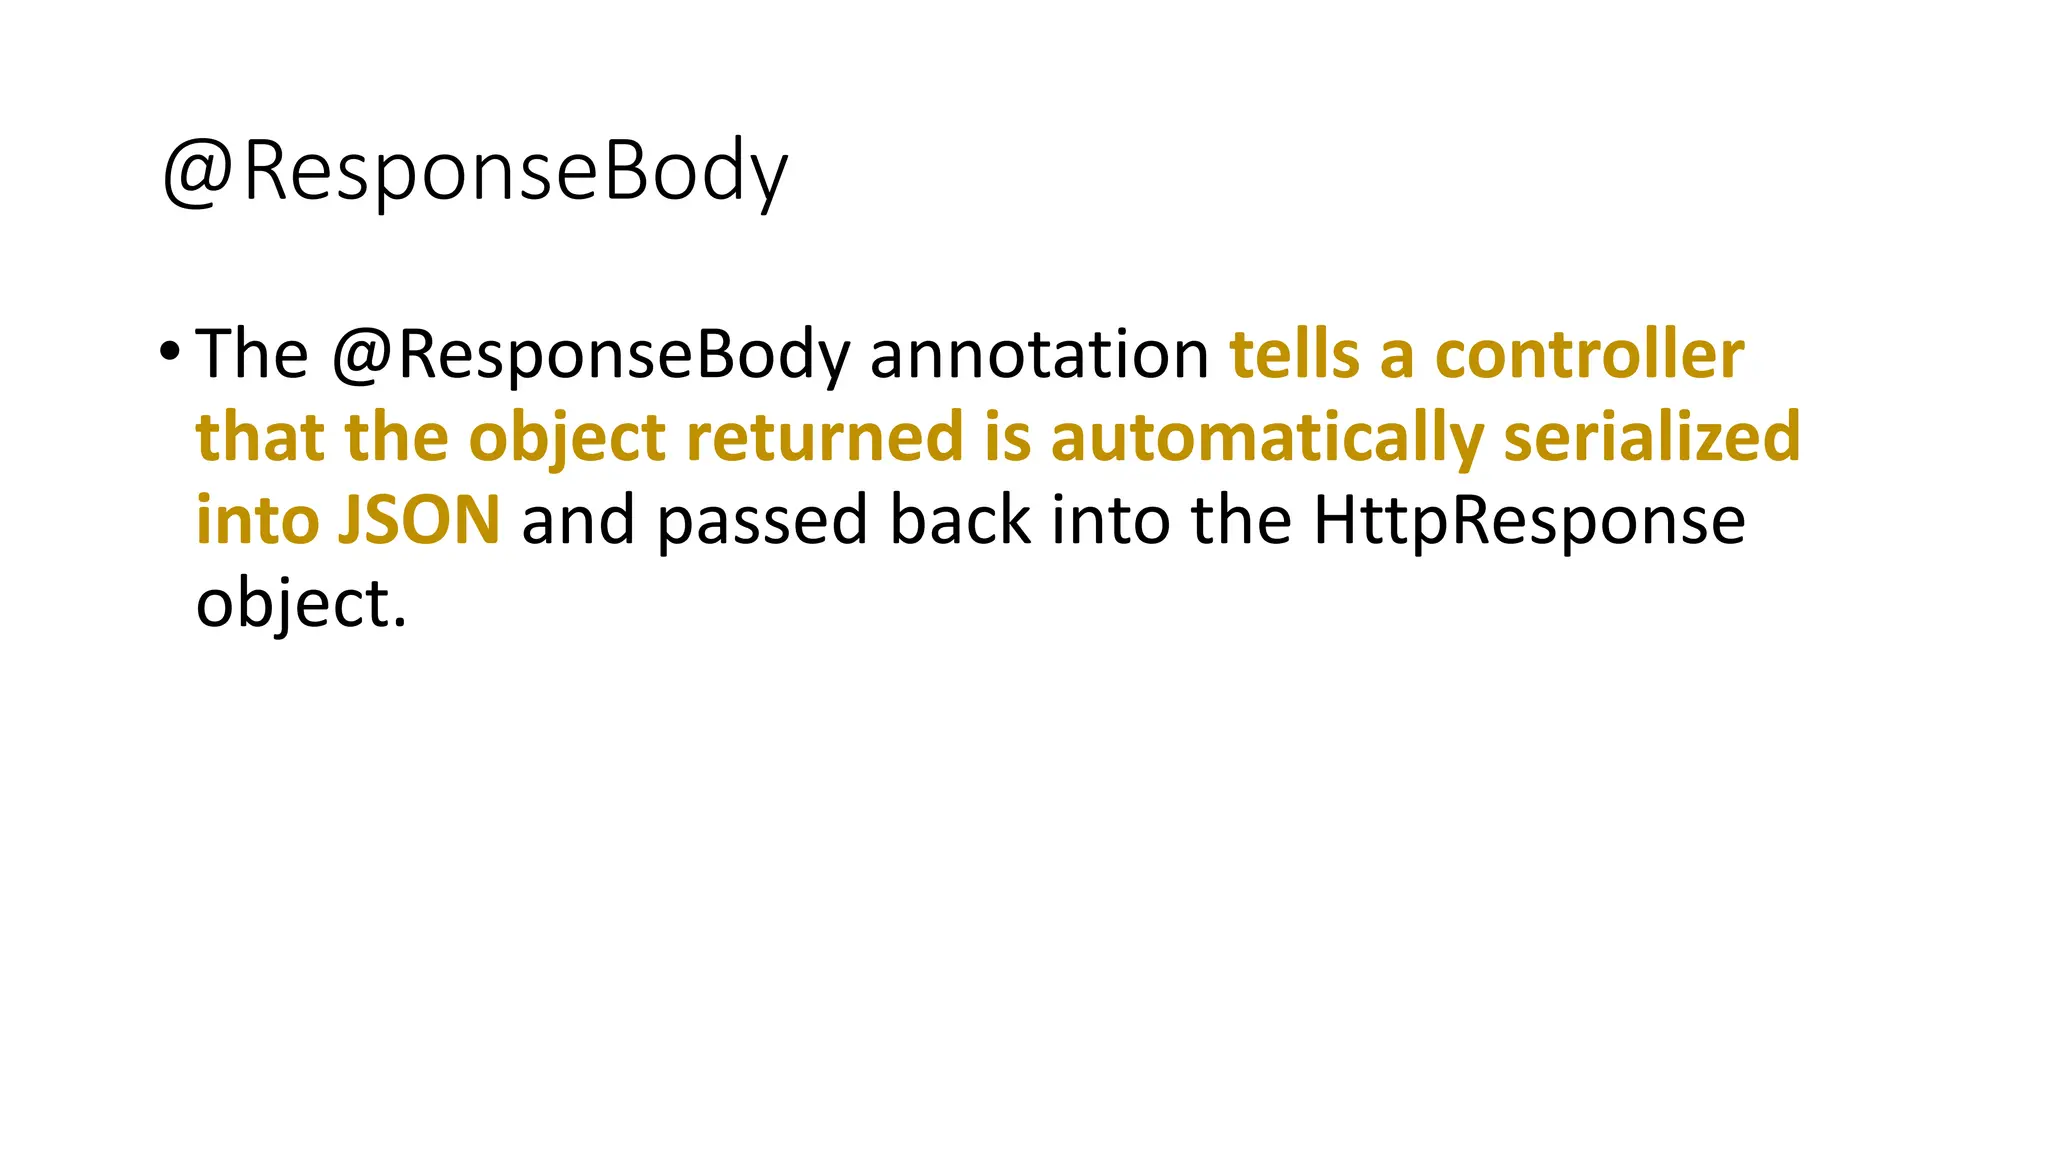 @ResponseBody
• The @ResponseBody annotation tells a controller
that the object returned is automatically serialized
into JSON and passed back into the HttpResponse
object.